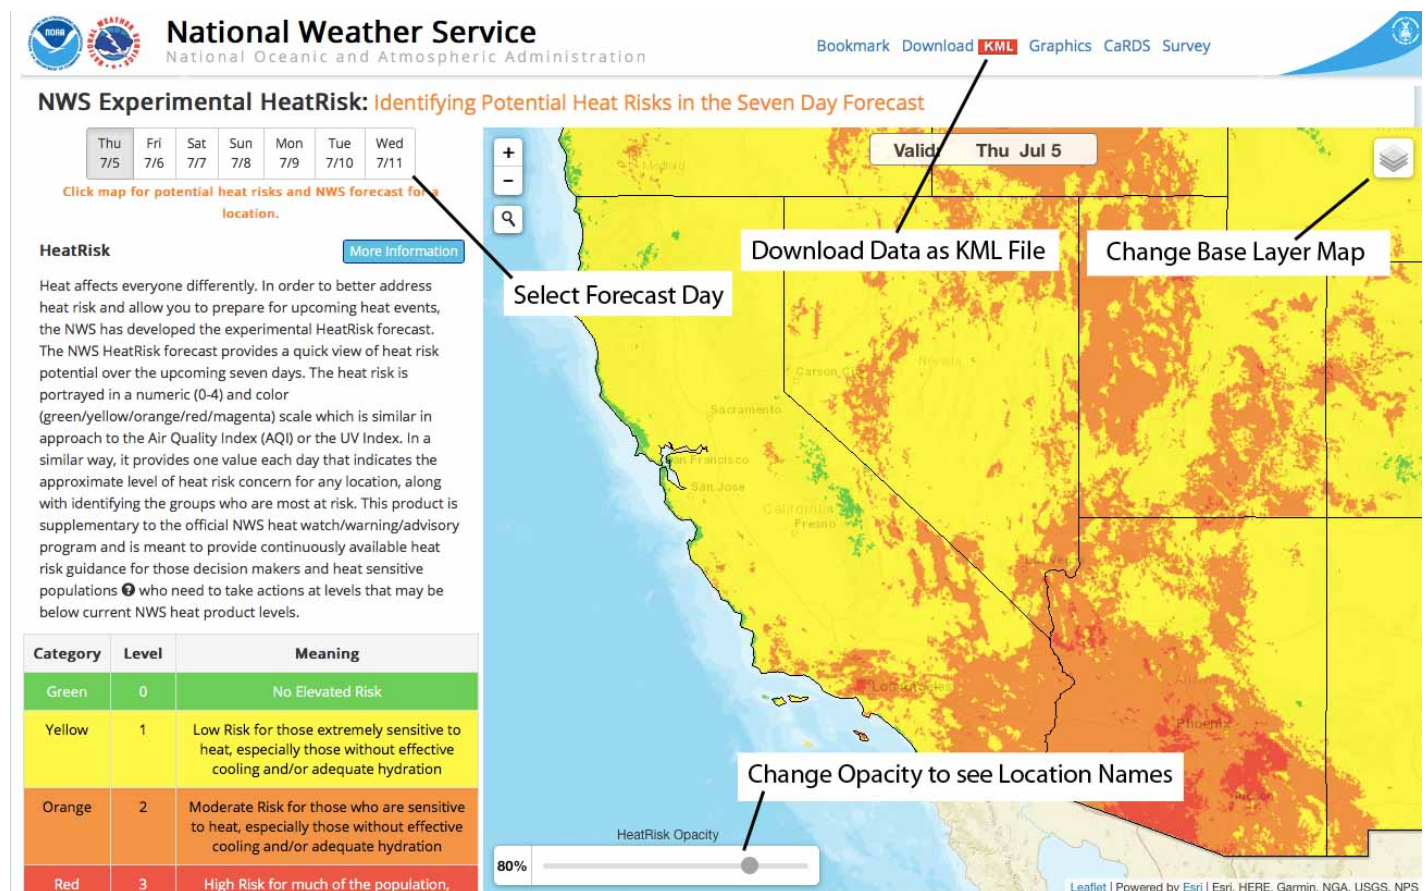 National Weather Service
National Oceanic and Atmospheric Administration
Bookmark Download KML Graphics CaRDS Survey
NWS Experimental HeatRisk: Identifying Potential Heat Risks in the Seven Day Forecast
Thu Fri Sat Sun Mon Tue Wed
7/5 7/6 7/7 7/8 7/9 7/10 7/11
Click map for potential heat risks and NWS forecast for a
location.
HeatRisk
More Information
Heat affects everyone differently. In order to better address
heat risk and allow you to prepare for upcoming heat events,
the NWS has developed the experimental HeatRisk forecast.
The NWS HeatRisk forecast provides a quick view of heat risk
potential over the upcoming seven days. The heat risk is
portrayed in a numeric (0-4) and color
(green/yellow/orange/red/magenta) scale which is similar in
approach to the Air Quality Index (AQI) or the UV Index. In a
similar way, it provides one value each day that indicates the
approximate level of heat risk concern for any location, along
with identifying the groups who are most at risk. This product is
supplementary to the official NWS heat watch/warning/advisory
program and is meant to provide continuously available heat
risk guidance for those decision makers and heat sensitive
populations ? who need to take actions at levels that may be
below current NWS heat product levels.
Category Level Meaning
Green 0 No Elevated Risk
Yellow 1 Low Risk for those extremely sensitive to
heat, especially those without effective
cooling and/or adequate hydration
Orange 2 Moderate Risk for those who are sensitive
to heat, especially those without effective
cooling and/or adequate hydration
Red 3 High Risk for much of the population,
+
−
Valid: Thu Jul 5
Medford
Download Data as KML File
Change Base Layer Map
Select Forecast Day
Nevada
Sacramento
San Francisco
San Jose
California
Fresno
Los Angeles
Phoenix
Tucson
Change Opacity to see Location Names
HeatRisk Opacity
80%
Leaflet | Powered by Esri | Esri, HERE, Garmin, NGA, USGS, NPS